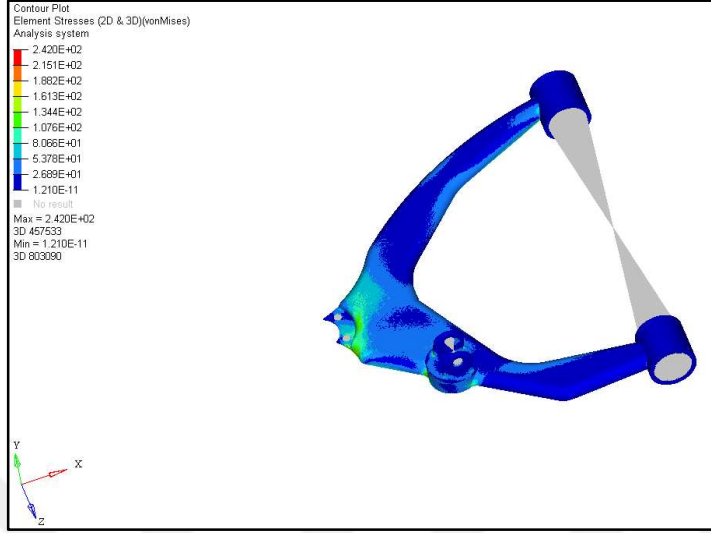 Contour Plot
Element Stresses (2D & 3D)(vonMises)
Analysis system
2.420E+02
2.151E+02
1.882E+02
1.613E+02
1.344E+02
1.076E+02
8.066E+01
5.378E+01
2.689E+01
1.210E-11
No result
Max = 2.420E+02
3D 457533
Min = 1.210E-11
3D 803090
Y
X
Z